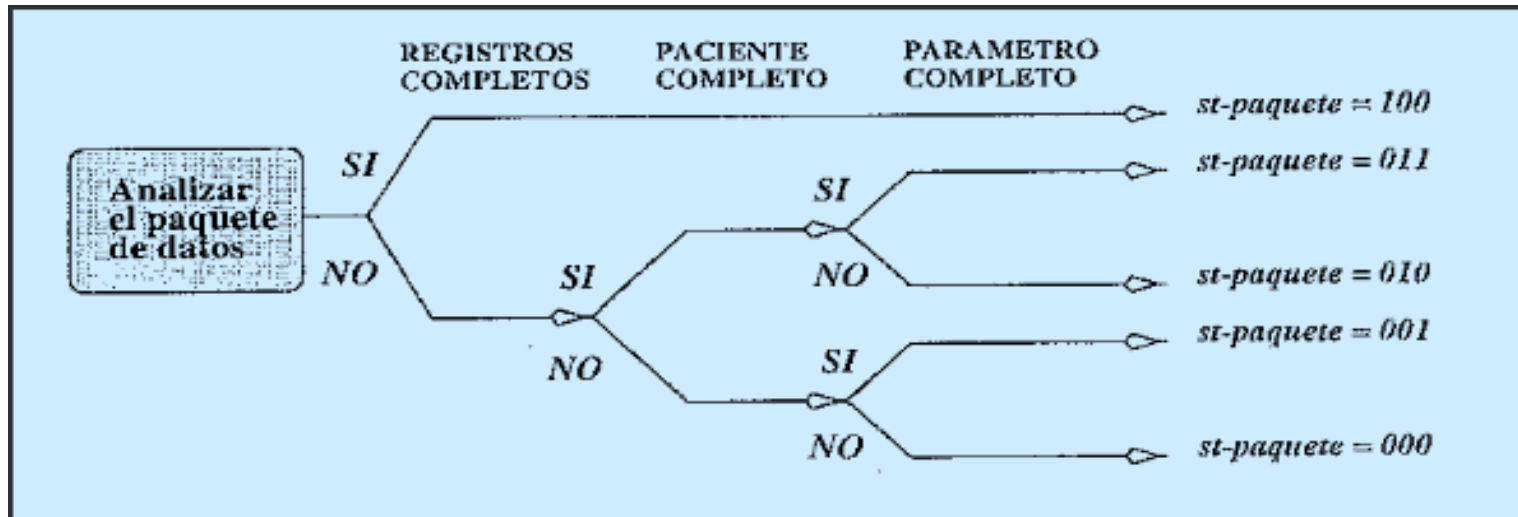 REGISTROS
COMPLETOS
PACIENTE
COMPLETO
PARAMETRO
COMPLETO
Analizar
el paquete
de datos
SI
NO
SI
NO
SI
NO
SI
NO
st-paquete = 100
st-paquete = 011
st-paquete = 010
st-paquete = 001
st-paquete = 000